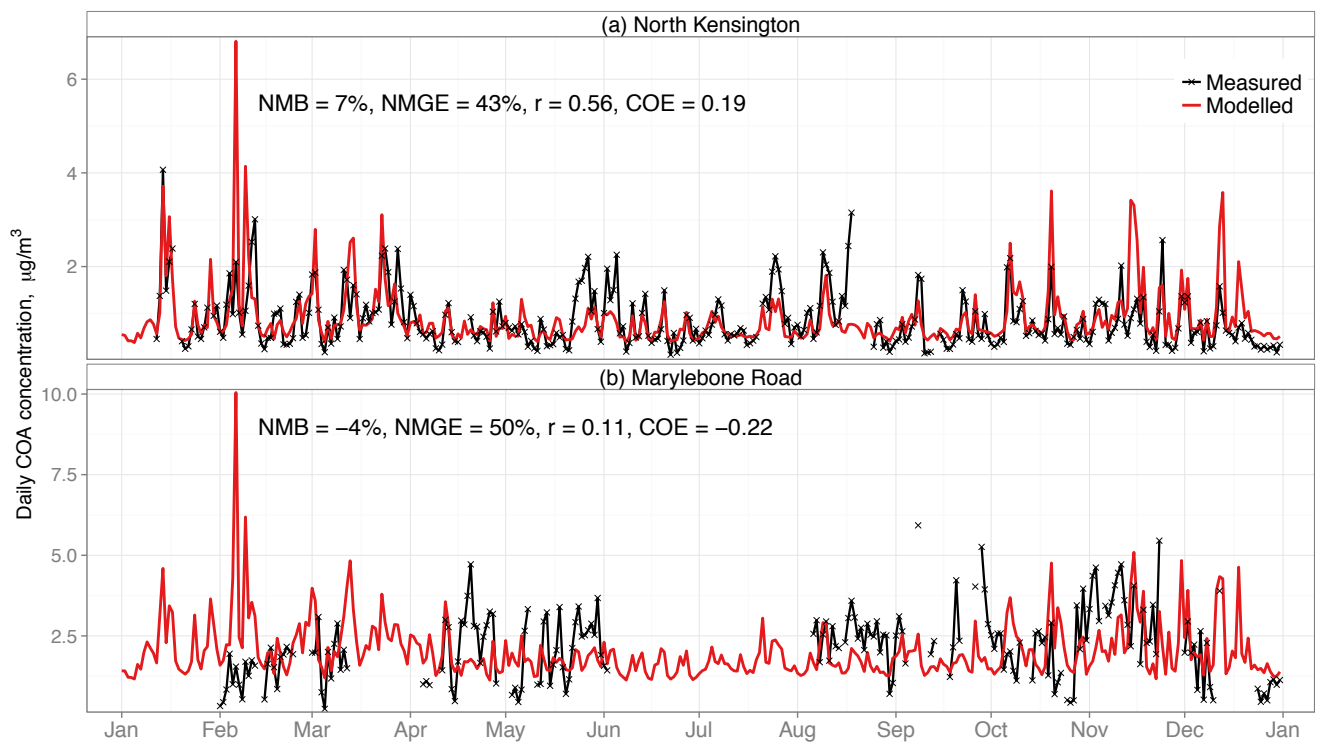 (a) North Kensington
6
4
2
NMB = 7%, NMGE = 43%, r = 0.56, COE = 0.19
Measured
Modelled
Daily COA concentration, μg/m³
(b) Marylebone Road
10.0
7.5
5.0
2.5
NMB = −4%, NMGE = 50%, r = 0.11, COE = −0.22
Jan Feb Mar Apr May Jun Jul Aug Sep Oct Nov Dec Jan